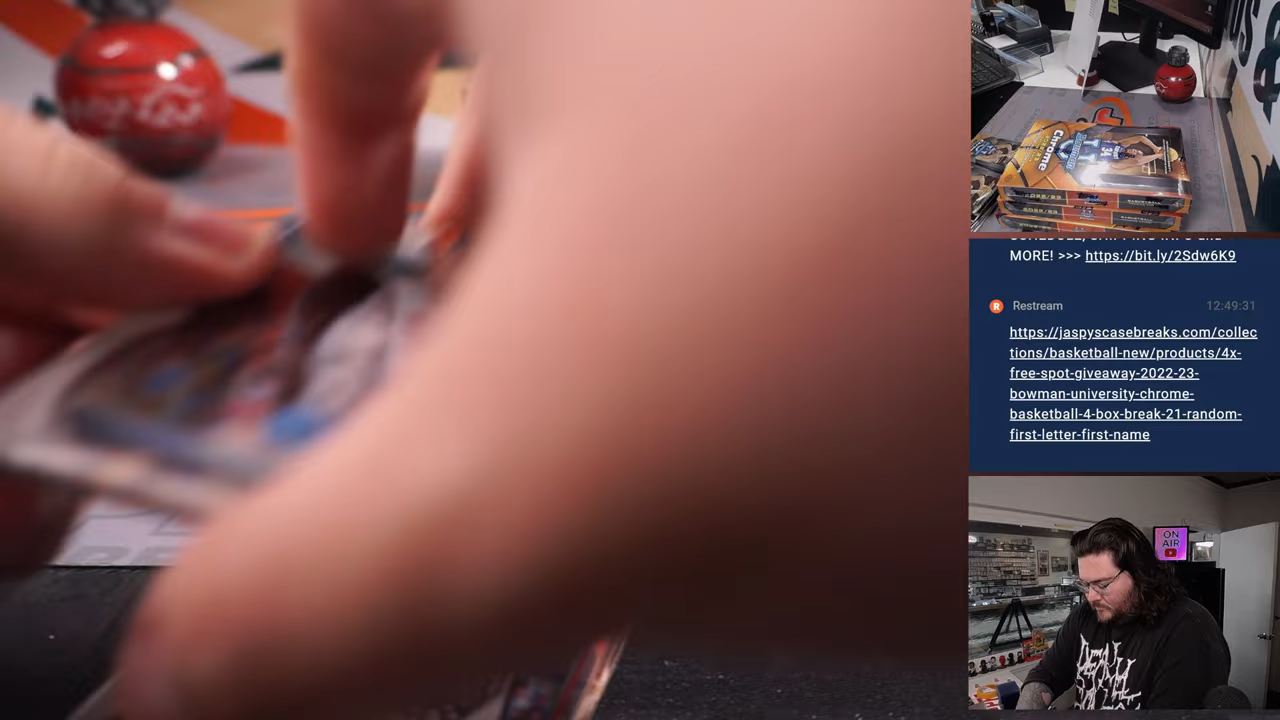 MORE! >>> https://bit.ly/2Sdw6K9
Restream
12:49:31
https://jaspyscasebreaks.com/collec
tions/basketball-new/products/4x-
free-spot-giveaway-2022-23-
bowman-university-chrome-
basketball-4-box-break-21-random-
first-letter-first-name
Chrome
34
ON
AIR